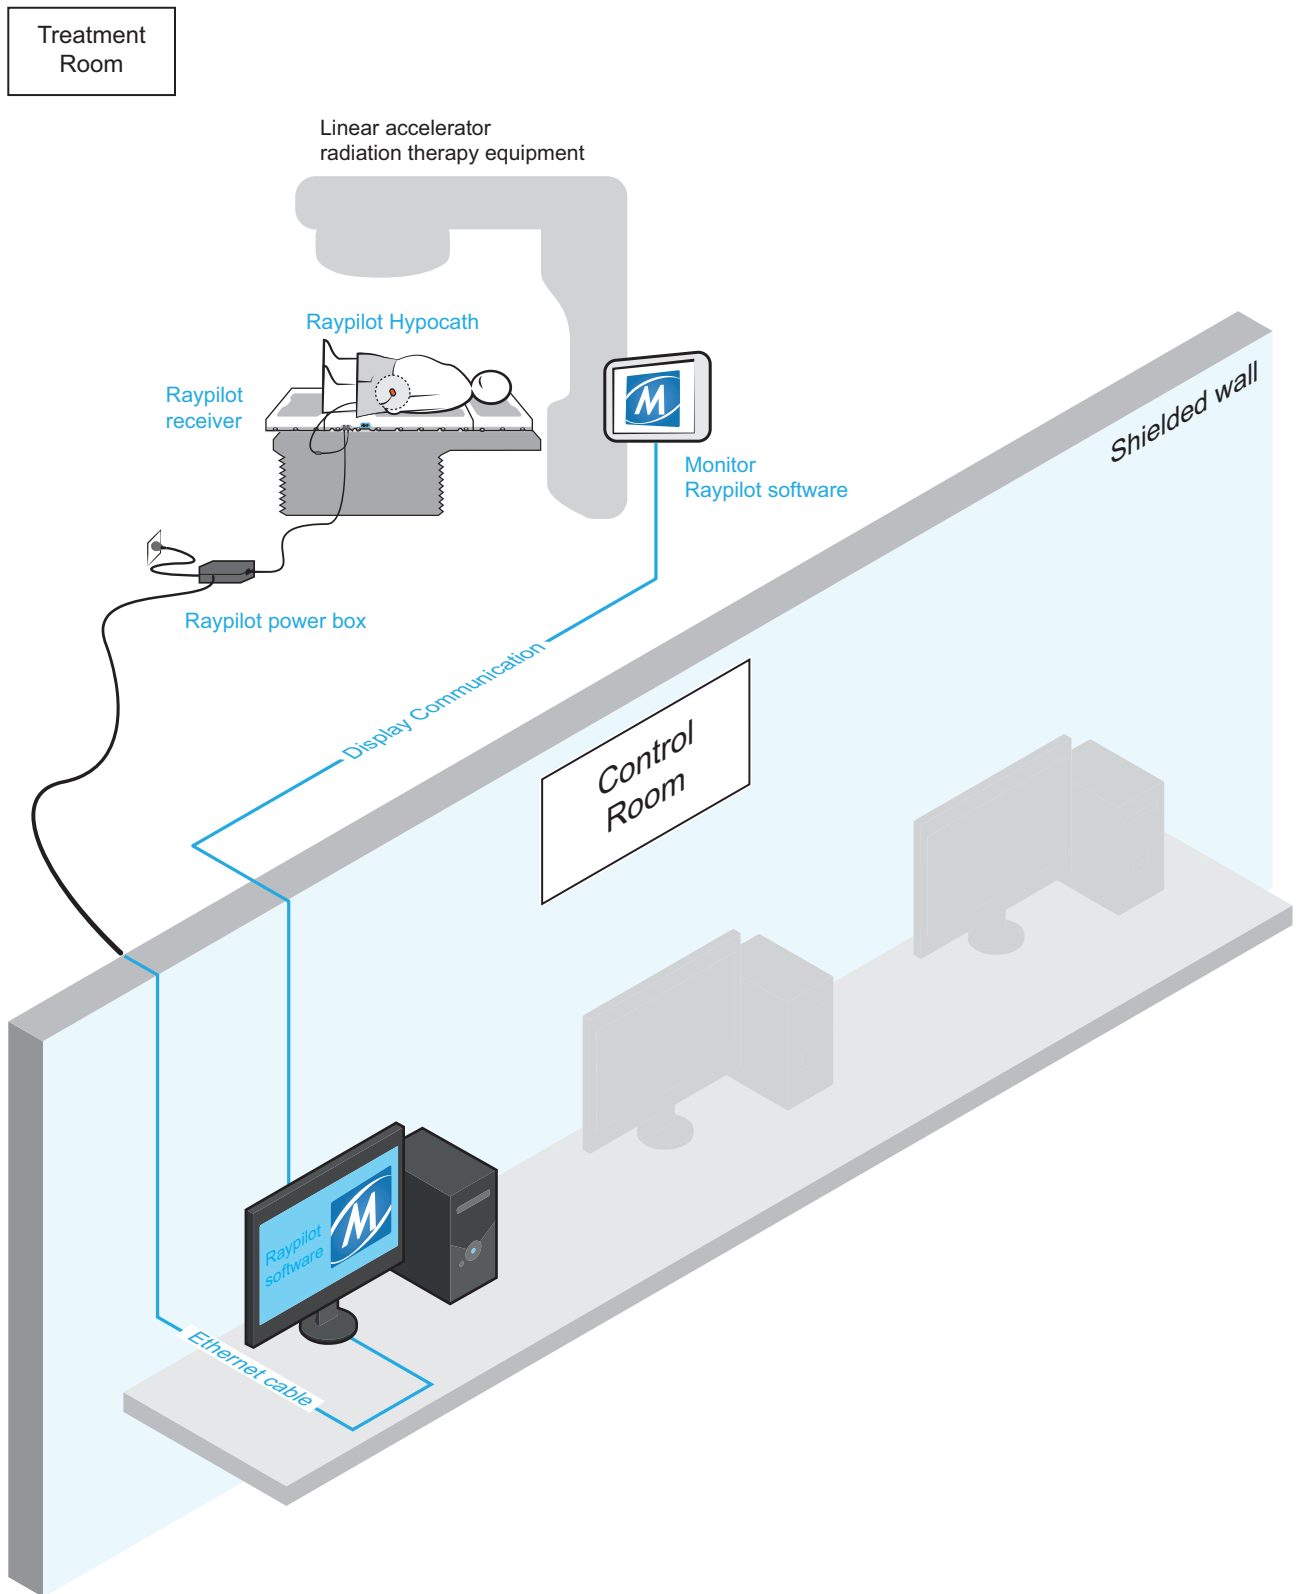 Treatment
Room
Linear accelerator
radiation therapy equipment
Raypilot Hypocath
Raypilot
receiver
M
Monitor
Raypilot software
Shielded wall
Raypilot power box
Display Communication
Control
Room
Raypilot
software
M
Ethernet cable